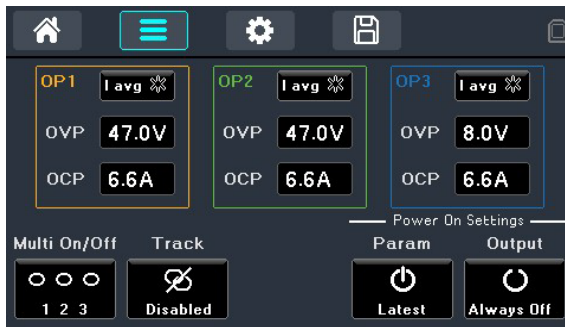 OP1 I avg OP2 I avg OP3 I avg
OVP 47.0V OVP 47.0V OVP 8.0V
OCP 6.6A OCP 6.6A OCP 6.6A
Power On Settings
Multi On/Off Track Param Output
1 2 3 Disabled Latest Always Off